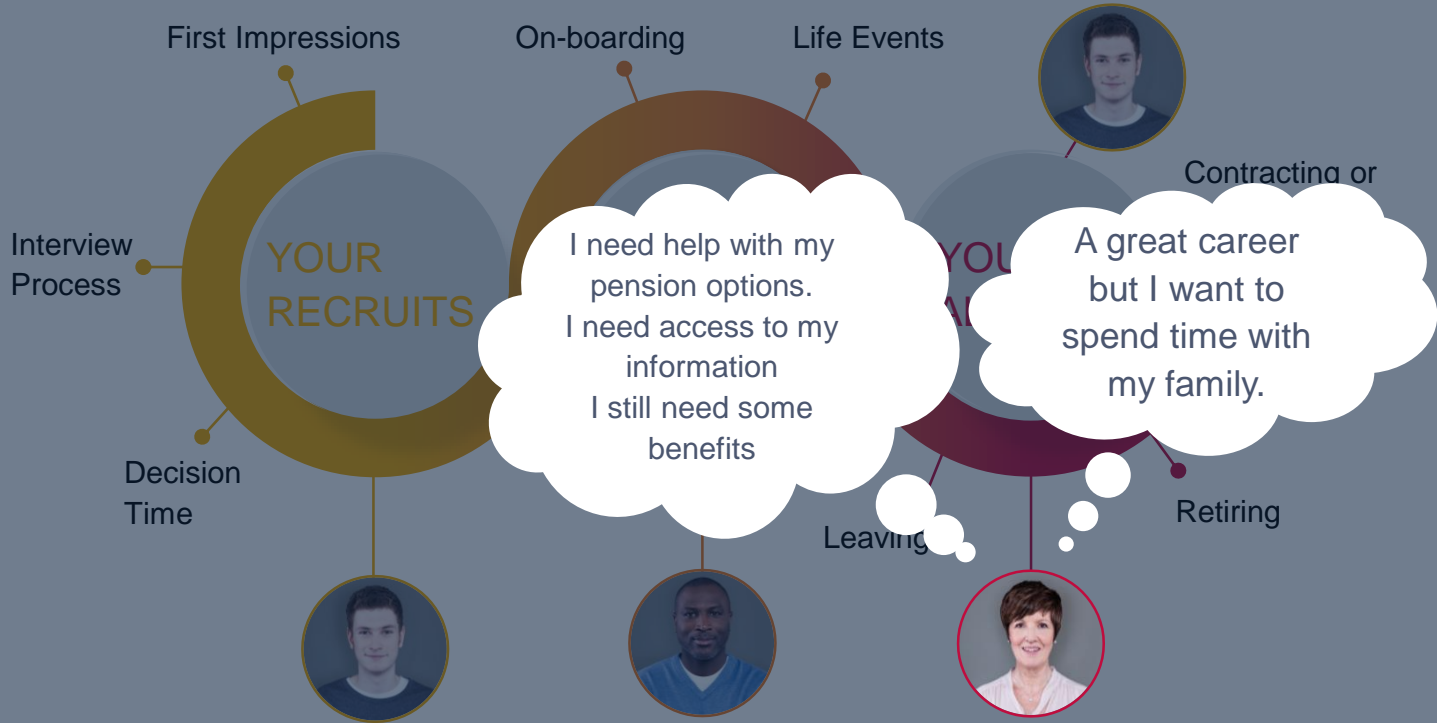 First Impressions
On-boarding
Life Events
Contracting or
Interview
Process
YOUR
RECRUITS
I need help with my
pension options.
I need access to my
information
I still need some
benefits
A great career
but I want to
spend time with
my family.
Decision
Time
Leaving
Retiring